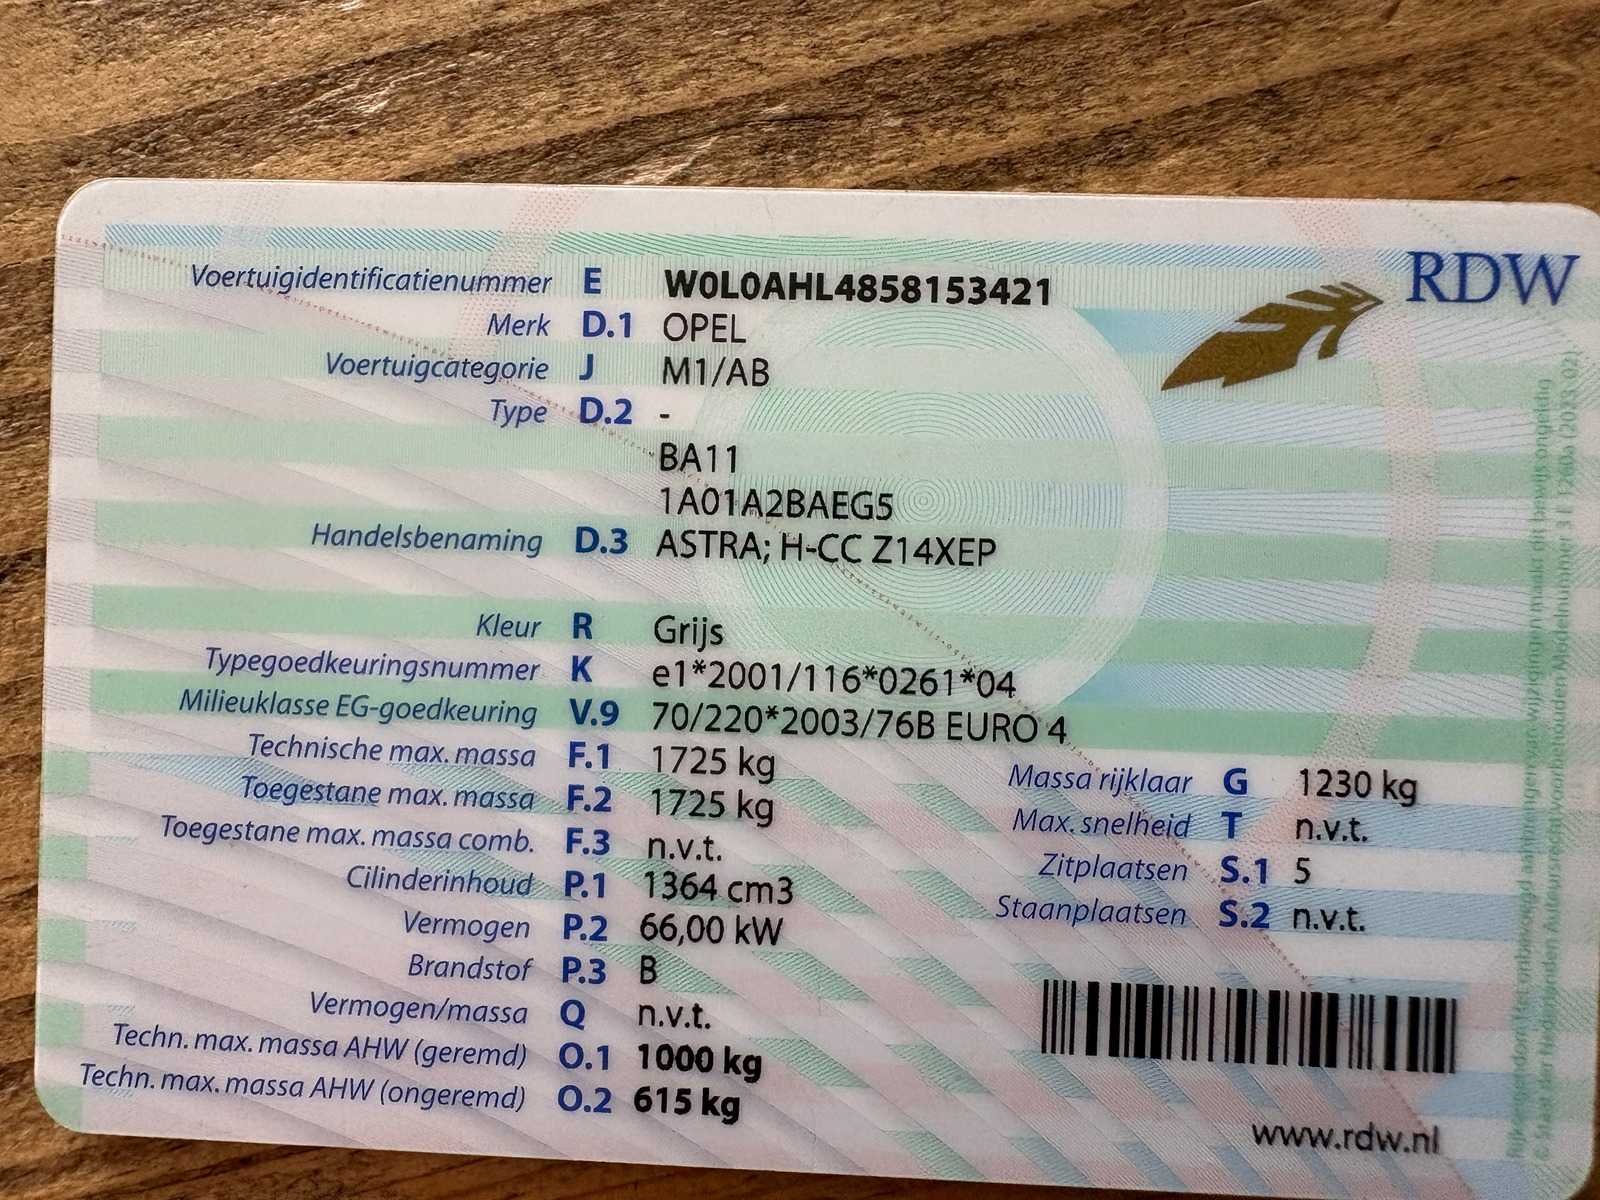 RDW
Voertuigidentificatienummer E W0L0AHL4858153421
Merk D.1 OPEL
Voertuigcategorie J M1/AB
Type D.2 -
BA11
1A01A2BAEG5
Handelsbenaming D.3 ASTRA; H-CC Z14XEP
Kleur R Grijs
Typegoedkeuringsnummer K e1*2001/116*0261*04
Milieuklasse EG-goedkeuring V.9 70/220*2003/76B EURO 4
Technische max. massa F.1 1725 kg
Massa rijklaar G 1230 kg
Toegestane max. massa F.2 1725 kg
Max. snelheid T n.v.t.
Toegestane max. massa comb. F.3 n.v.t.
Zitplaatsen S.1 5
Cilinderinhoud P.1 1364 cm3
Staanplaatsen S.2 n.v.t.
Vermogen P.2 66,00 kW
Brandstof P.3 B
Vermogen/massa Q n.v.t.
Techn. max. massa AHW (geremd) O.1 1000 kg
Techn. max. massa AHW (ongeremd) O.2 615 kg
www.rdw.nl